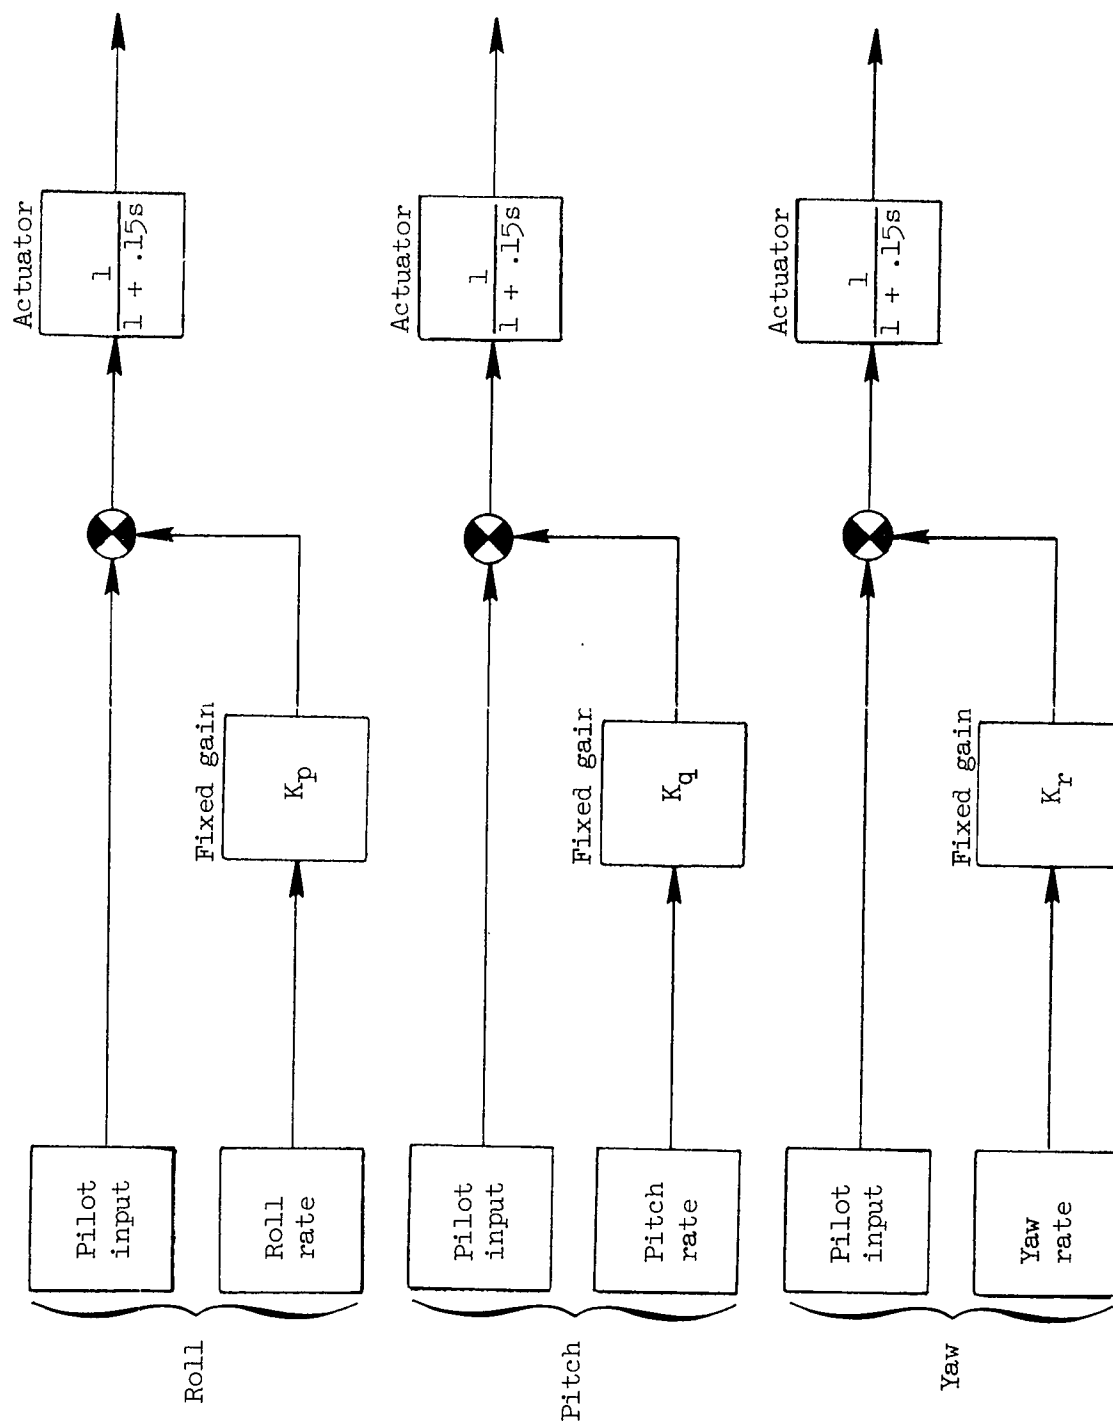 Roll
Pilot
input
Roll
rate
Fixed gain
Kp
Actuator
1
1 + .15s
Pitch
Pilot
input
Pitch
rate
Fixed gain
Kq
Actuator
1
1 + .15s
Yaw
Pilot
input
Yaw
rate
Fixed gain
Kr
Actuator
1
1 + .15s